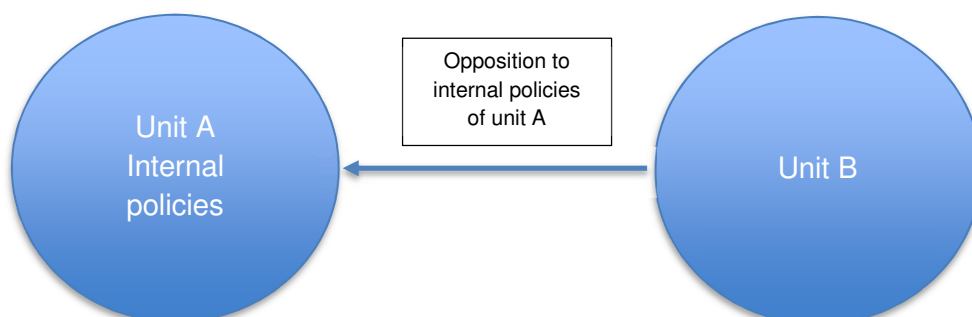 Unit A
Internal
policies
Opposition to
internal policies
of unit A
Unit B